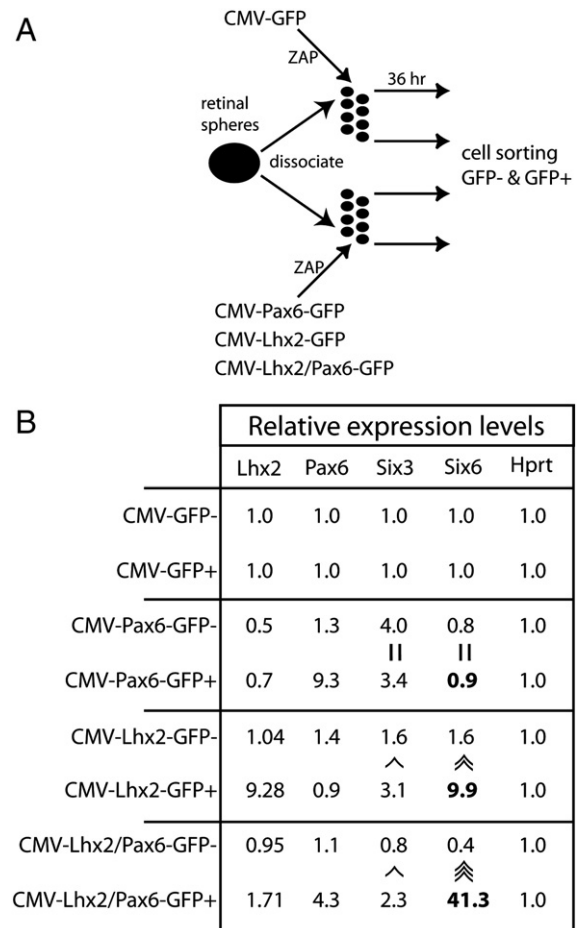 A
CMV-GFP
ZAP
36 hr
retinal
spheres
dissociate
cell sorting
GFP- & GFP+
ZAP
CMV-Pax6-GFP
CMV-Lhx2-GFP
CMV-Lhx2/Pax6-GFP
B
Relative expression levels
Lhx2 Pax6 Six3 Six6 Hprt
CMV-GFP- 1.0 1.0 1.0 1.0 1.0
CMV-GFP+ 1.0 1.0 1.0 1.0 1.0
CMV-Pax6-GFP- 0.5 1.3 4.0 0.8 1.0
CMV-Pax6-GFP+ 0.7 9.3 3.4 0.9 1.0
CMV-Lhx2-GFP- 1.04 1.4 1.6 1.6 1.0
CMV-Lhx2-GFP+ 9.28 0.9 3.1 9.9 1.0
CMV-Lhx2/Pax6-GFP- 0.95 1.1 0.8 0.4 1.0
CMV-Lhx2/Pax6-GFP+ 1.71 4.3 2.3 41.3 1.0